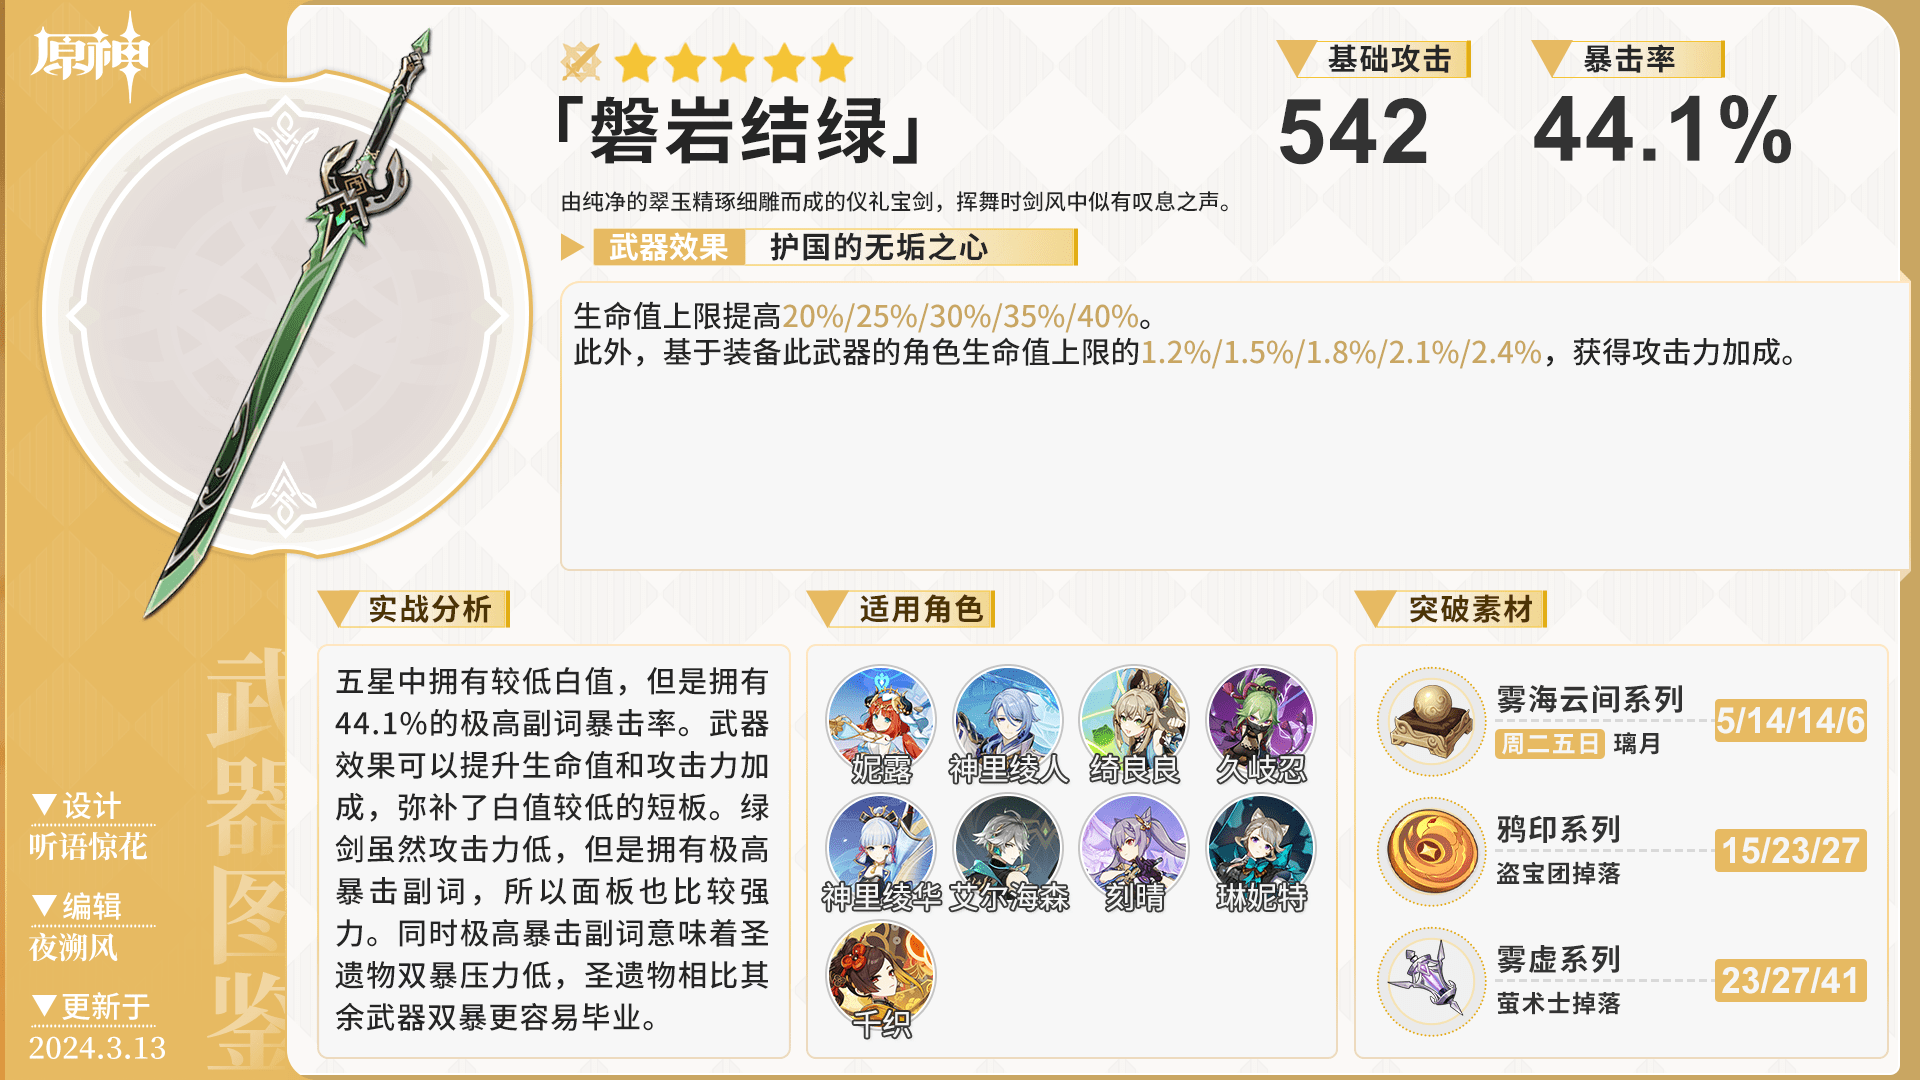 原神
「磐岩结绿」
基础攻击
542
暴击率
44.1%
由纯净的翠玉精琢细雕而成的仪礼宝剑，挥舞时剑风中似有叹息之声。
武器效果
护国的无垢之心
生命值上限提高20%/25%/30%/35%/40%。
此外，基于装备此武器的角色生命值上限的1.2%/1.5%/1.8%/2.1%/2.4%，获得攻击力加成。
实战分析
五星中拥有较低白值，但是拥有
44.1%的极高副词暴击率。武器
效果可以提升生命值和攻击力加
成，弥补了白值较低的短板。绿
剑虽然攻击力低，但是拥有极高
暴击副词，所以面板也比较强
力。同时极高暴击副词意味着圣
遗物双暴压力低，圣遗物相比其
余武器双暴更容易毕业。
适用角色
妮露
神里绫人
绮良良
久岐忍
神里绫华
艾尔海森
刻晴
琳妮特
千织
突破素材
雾海云间系列
周二五日
璃月
5/14/14/6
鸦印系列
盗宝团掉落
15/23/27
雾虚系列
萤术士掉落
23/27/41
武器图鉴
▼设计
听语惊花
▼编辑
夜溯风
▼更新于
2024.3.13